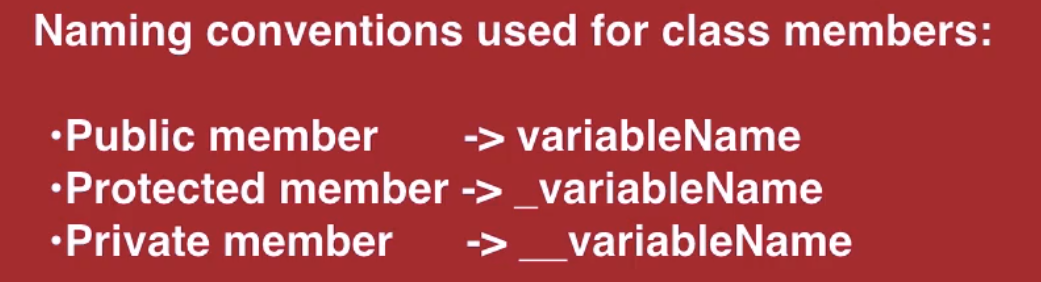 Naming conventions used for class members:
•Public member -> variableName
•Protected member -> _variableName
•Private member -> __variableName